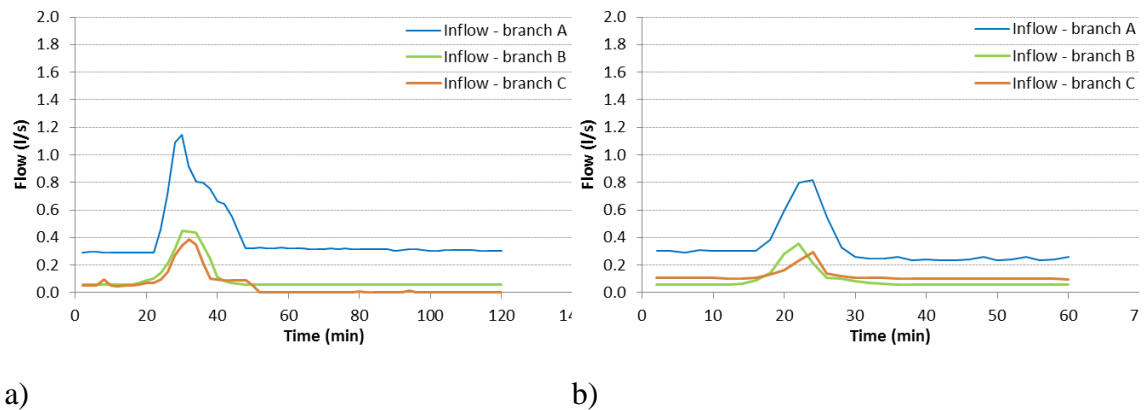 2.0
1.8
1.6
1.4
1.2
1.0
0.8
0.6
0.4
0.2
0.0
Flow (l/s)
Inflow - branch A
Inflow - branch B
Inflow - branch C
0 20 40 60 80 100 120 14
Time (min)
a)
2.0
1.8
1.6
1.4
1.2
1.0
0.8
0.6
0.4
0.2
0.0
Flow (l/s)
Inflow - branch A
Inflow - branch B
Inflow - branch C
0 10 20 30 40 50 60 7
Time (min)
b)